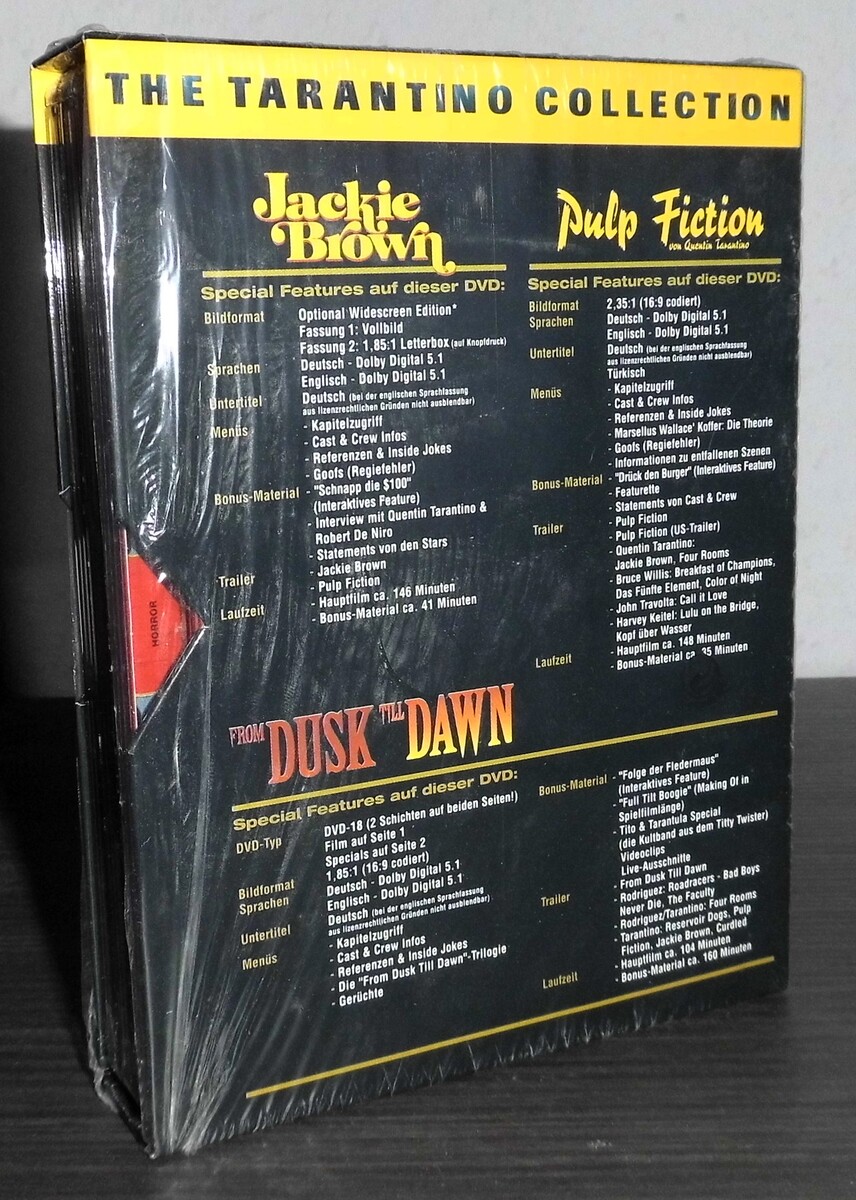 THE TARANTINO COLLECTION
Jackie
Brown
Special Features auf dieser DVD:
Bildformat Optional Widescreen Edition*
Fassung 1: Vollbild
Fassung 2: 1,85:1 Letterbox (auf Knopfdruck)
Sprachen Deutsch - Dolby Digital 5.1
Englisch - Dolby Digital 5.1
Untertitel Deutsch (bei der englischen Sprachfassung
aus lizenzrechtlichen Gründen nicht ausblendbar)
Menüs - Kapitelzugriff
- Cast & Crew Infos
- Referenzen & Inside Jokes
- Goofs (Regiefehler)
Bonus-Material - "Schnapp die $100"
(Interaktives Feature)
- Interview mit Quentin Tarantino &
Robert De Niro
- Statements von den Stars
Trailer - Jackie Brown
- Pulp Fiction
Laufzeit - Hauptfilm ca. 146 Minuten
- Bonus-Material ca. 41 Minuten
Pulp Fiction
von Quentin Tarantino
Special Features auf dieser DVD:
Bildformat 2,35:1 (16:9 codiert)
Sprachen Deutsch - Dolby Digital 5.1
Englisch - Dolby Digital 5.1
Untertitel Deutsch (bei der englischen Sprachfassung
aus lizenzrechtlichen Gründen nicht ausblendbar)
Türkisch
Menüs - Kapitelzugriff
- Cast & Crew Infos
- Referenzen & Inside Jokes
- Marsellus Wallace' Koffer: Die Theorie
- Goofs (Regiefehler)
- Informationen zu entfallenen Szenen
Bonus-Material - "Drück den Burger" (Interaktives Feature)
- Featurette
- Statements von Cast & Crew
Trailer - Pulp Fiction
- Pulp Fiction (US-Trailer)
- Quentin Tarantino:
Jackie Brown, Four Rooms
- Bruce Willis: Breakfast of Champions,
Das Fünfte Element, Color of Night
- John Travolta: Call it Love
- Harvey Keitel: Lulu on the Bridge,
Kopf über Wasser
Laufzeit - Hauptfilm ca. 148 Minuten
- Bonus-Material ca. 35 Minuten
HORROR
FROM DUSK TILL DAWN
Special Features auf dieser DVD:
DVD-Typ DVD-18 (2 Schichten auf beiden Seiten!)
Film auf Seite 1
Specials auf Seite 2
Bildformat 1,85:1 (16:9 codiert)
Sprachen Deutsch - Dolby Digital 5.1
Englisch - Dolby Digital 5.1
Untertitel Deutsch (bei der englischen Sprachfassung
aus lizenzrechtlichen Gründen nicht ausblendbar)
Menüs - Kapitelzugriff
- Cast & Crew Infos
- Referenzen & Inside Jokes
- Die "From Dusk Till Dawn"-Trilogie
- Gerüchte
Bonus-Material - "Folge der Fledermaus"
(Interaktives Feature)
- "Full Tilt Boogie" (Making Of in
Spielfilmlänge)
- Tito & Tarantula Special
(die Kultband aus dem Titty Twister)
Videoclips
Live-Ausschnitte
Trailer - From Dusk Till Dawn
- Rodriguez: Roadracers - Bad Boys
Never Die, The Faculty
- Rodriguez/Tarantino: Four Rooms
- Tarantino: Reservoir Dogs, Pulp
Fiction, Jackie Brown, Curdled
Laufzeit - Hauptfilm ca. 104 Minuten
- Bonus-Material ca. 160 Minuten